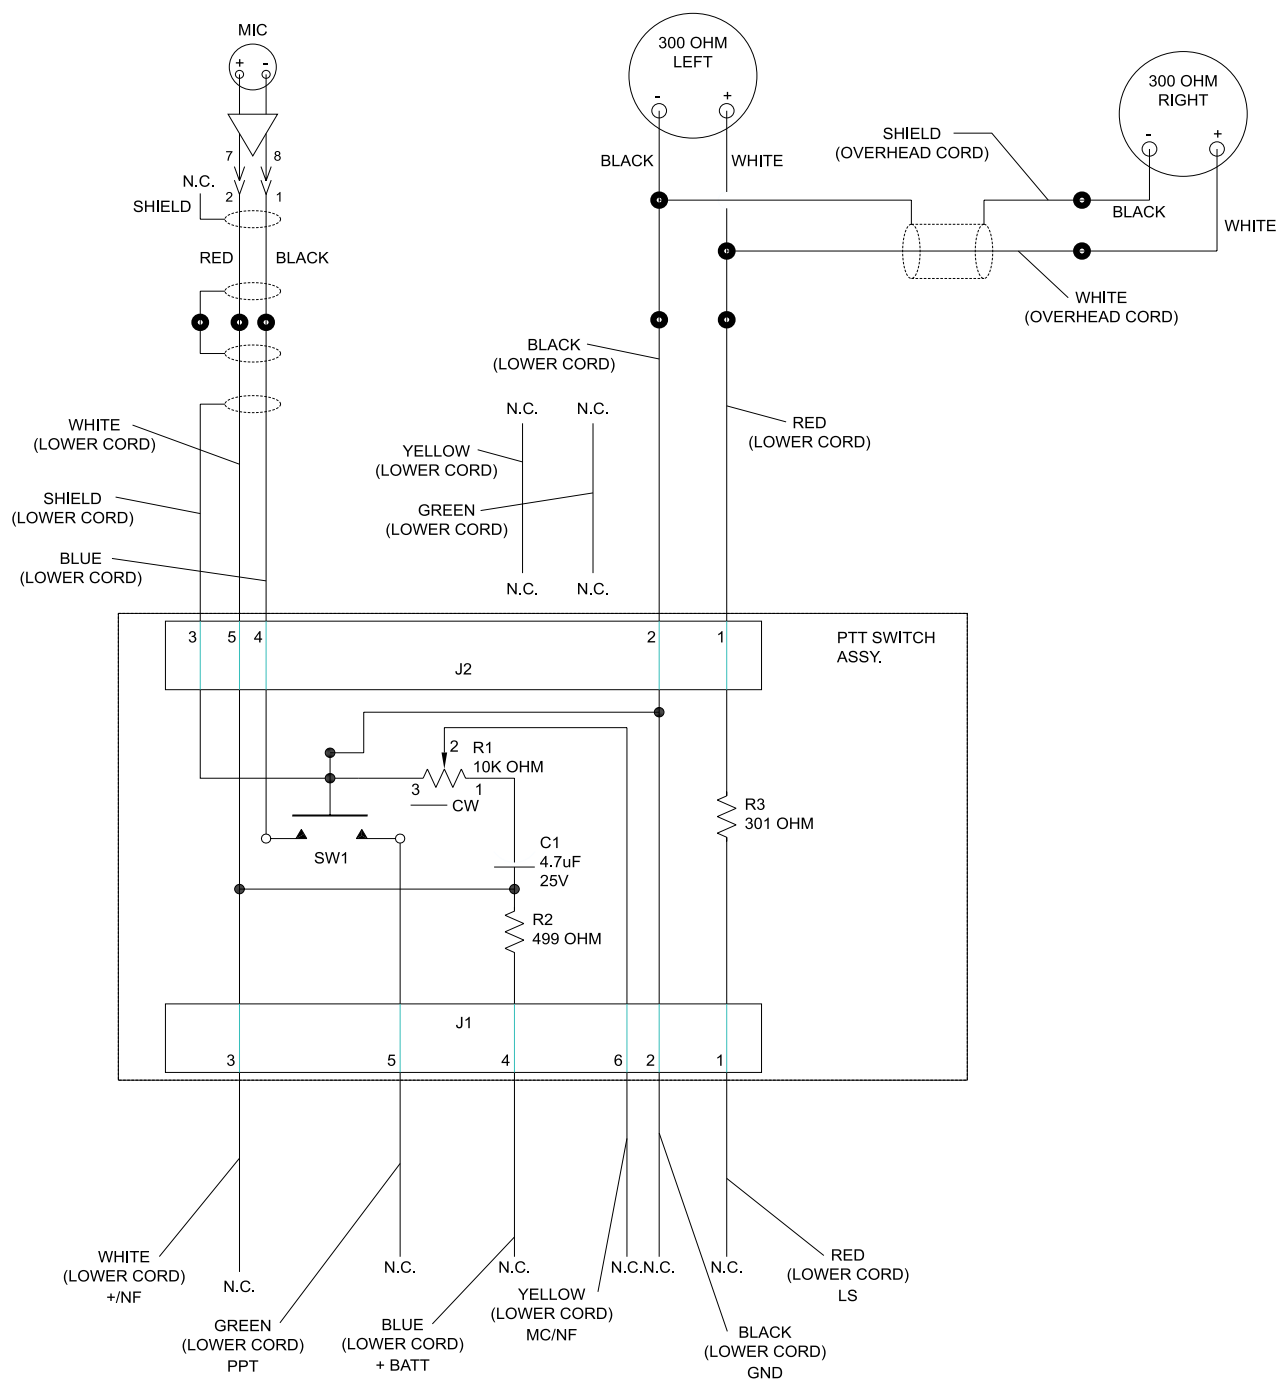 MIC
+ -
300 OHM
LEFT
- +
300 OHM
RIGHT
- +
SHIELD
(OVERHEAD CORD)
BLACK
WHITE
7 8
N.C.
2 1
SHIELD
BLACK
WHITE
RED
BLACK
WHITE
(OVERHEAD CORD)
BLACK
(LOWER CORD)
N.C.
N.C.
WHITE
(LOWER CORD)
YELLOW
(LOWER CORD)
RED
(LOWER CORD)
SHIELD
(LOWER CORD)
GREEN
(LOWER CORD)
BLUE
(LOWER CORD)
N.C.
N.C.
3 5 4 2 1
J2
PTT SWITCH
ASSY.
2
R1
10K OHM
3 1
CW
R3
301 OHM
SW1
C1
4.7uF
25V
R2
499 OHM
J1
3 5 4 6 2 1
WHITE
(LOWER CORD)
+/NF
N.C.
N.C.
N.C.
N.C.
N.C.
N.C.
RED
(LOWER CORD)
LS
GREEN
(LOWER CORD)
PPT
BLUE
(LOWER CORD)
+ BATT
YELLOW
(LOWER CORD)
MC/NF
BLACK
(LOWER CORD)
GND